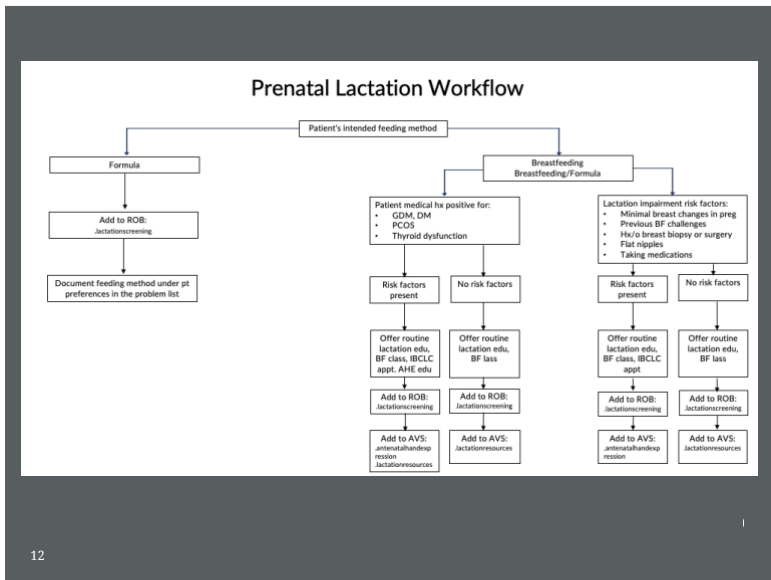 Prenatal Lactation Workflow
Patient's intended feeding method
Formula
Add to ROB:
.lactationscreening
Document feeding method under pt
preferences in the problem list
Breastfeeding
Breastfeeding/Formula
Patient medical hx positive for:
• GDM, DM
• PCOS
• Thyroid dysfunction
Risk factors
present
Offer routine
lactation edu,
BF class, IBCLC
appt. AHE edu
Add to ROB:
.lactationscreening
Add to AVS:
.antenatalhandexp
ression
.lactationresources
No risk factors
Offer routine
lactation edu,
BF lass
Add to ROB:
.lactationscreening
Add to AVS:
.lactationresources
Lactation impairment risk factors:
• Minimal breast changes in preg
• Previous BF challenges
• Hx/o breast biopsy or surgery
• Flat nipples
• Taking medications
Risk factors
present
Offer routine
lactation edu,
BF class, IBCLC
appt
Add to ROB:
.lactationscreening
Add to AVS:
.antenatalhandexp
ression
No risk factors
Offer routine
lactation edu,
BF lass
Add to ROB:
.lactationscreening
Add to AVS:
.lactationresources
12